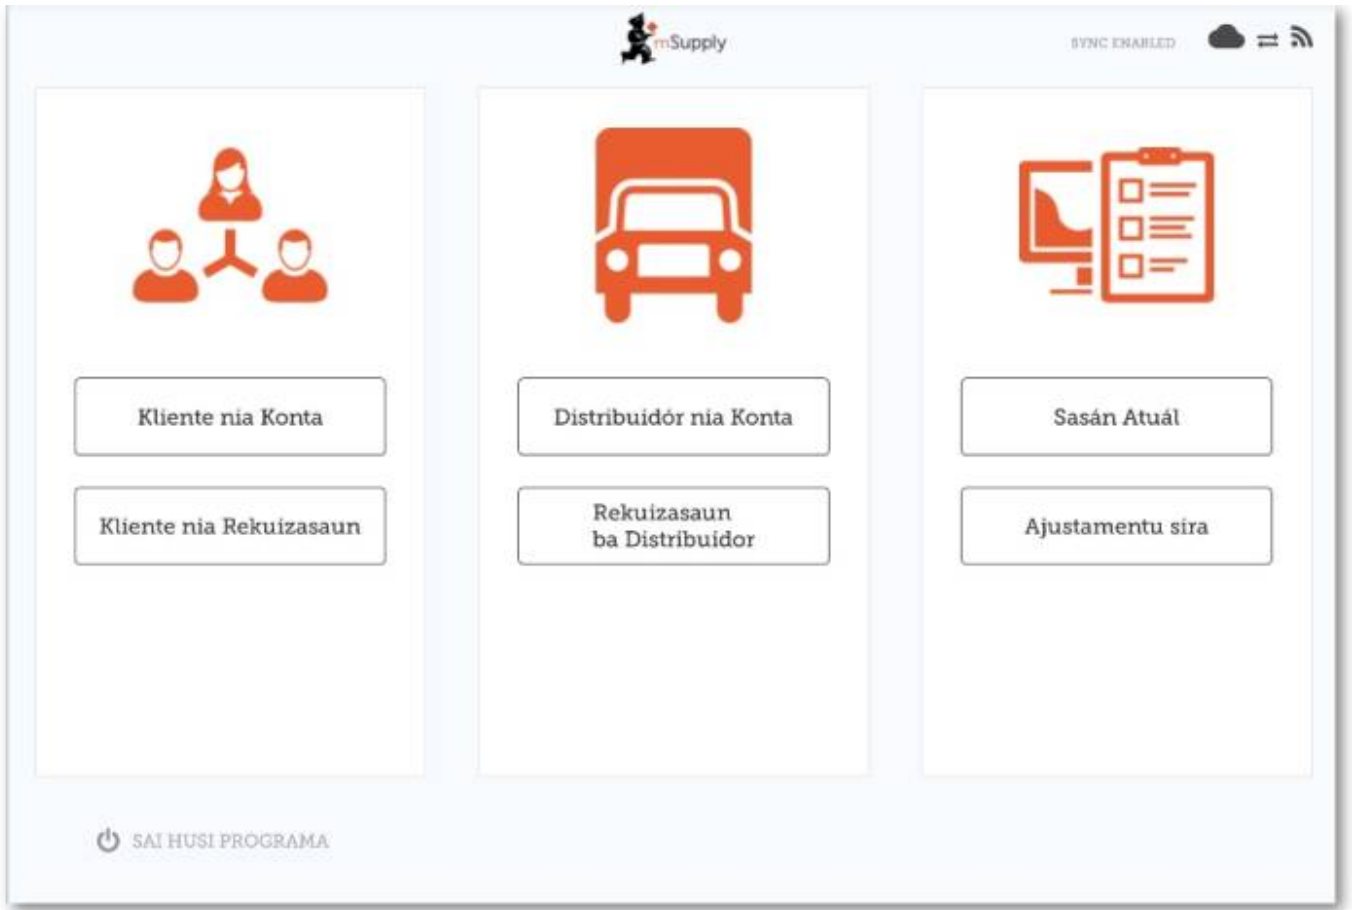 mSupply
SYNC ENABLED
Kliente nia Konta
Kliente nia Rekuizasaun
Distribuidór nia Konta
Rekuizasaun
ba Distribuidor
Sasán Atuál
Ajustamentu sira
SAI HUSI PROGRAMA